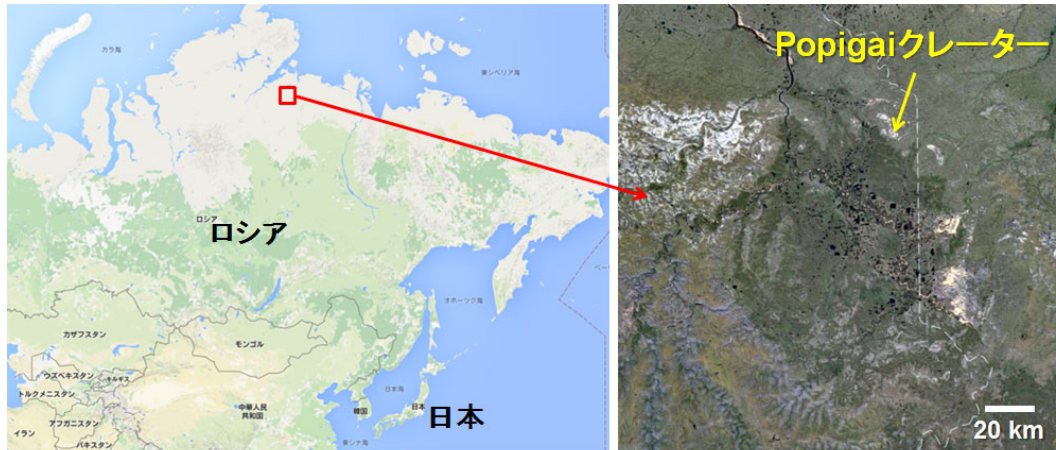 カラ海
東シベリア海
ロシア
ロシア
オホーツク海
カザフスタン
モンゴル
ウズベキスタン
キルギス
トルクメニスタン
アフガニスタン
イラン
パキスタン
中華人民
共和国
韓国
日本海
日本
日本
東シナ海
Popigaiクレーター
20 km